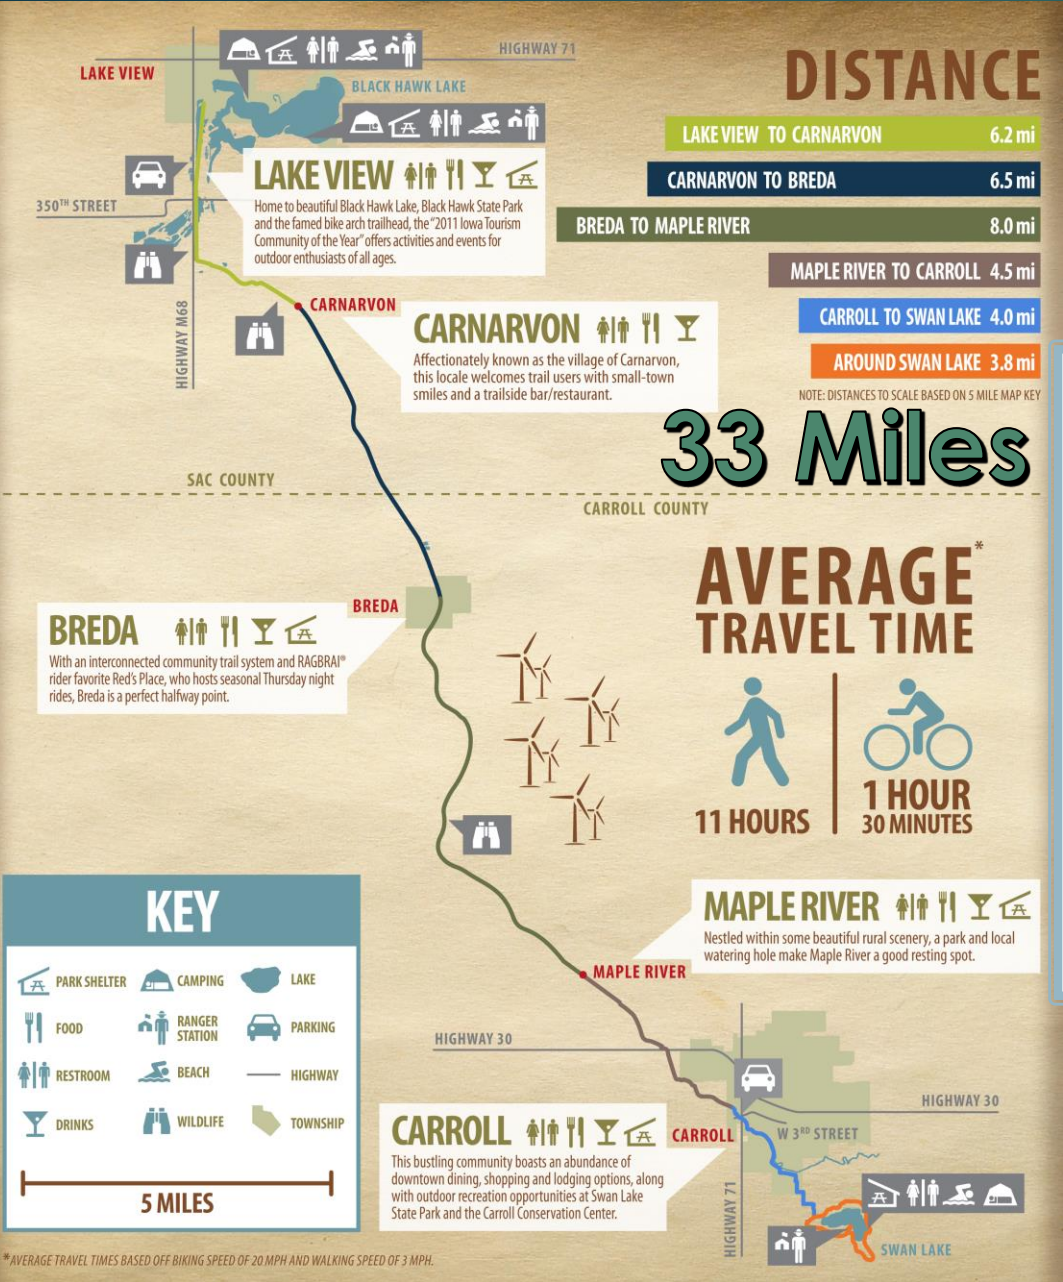 HIGHWAY 71
LAKE VIEW
BLACK HAWK LAKE
LAKE VIEW
Home to beautiful Black Hawk Lake, Black Hawk State Park
and the famed bike arch trailhead, the "2011 Iowa Tourism
Community of the Year" offers activities and events for
outdoor enthusiasts of all ages.
350TH STREET
HIGHWAY M68
DISTANCE
LAKE VIEW TO CARNARVON 6.2 mi
CARNARVON TO BREDA 6.5 mi
BREDA TO MAPLE RIVER 8.0 mi
MAPLE RIVER TO CARROLL 4.5 mi
CARROLL TO SWAN LAKE 4.0 mi
AROUND SWAN LAKE 3.8 mi
NOTE: DISTANCES TO SCALE BASED ON 5 MILE MAP KEY
33 Miles
CARNARVON
CARNARVON
Affectionately known as the village of Carnarvon,
this locale welcomes trail users with small-town
smiles and a trailside bar/restaurant.
SAC COUNTY
CARROLL COUNTY
BREDA
BREDA
With an interconnected community trail system and RAGBRAI®
rider favorite Red's Place, who hosts seasonal Thursday night
rides, Breda is a perfect halfway point.
AVERAGE*
TRAVEL TIME
11 HOURS
1 HOUR
30 MINUTES
MAPLE RIVER
Nestled within some beautiful rural scenery, a park and local
watering hole make Maple River a good resting spot.
MAPLE RIVER
HIGHWAY 30
HIGHWAY 30
W 3RD STREET
CARROLL
CARROLL
This bustling community boasts an abundance of
downtown dining, shopping and lodging options, along
with outdoor recreation opportunities at Swan Lake
State Park and the Carroll Conservation Center.
HIGHWAY 71
SWAN LAKE
KEY
PARK SHELTER
CAMPING
LAKE
FOOD
RANGER
STATION
PARKING
RESTROOM
BEACH
HIGHWAY
DRINKS
WILDLIFE
TOWNSHIP
5 MILES
*AVERAGE TRAVEL TIMES BASED OFF BIKING SPEED OF 20 MPH AND WALKING SPEED OF 3 MPH.